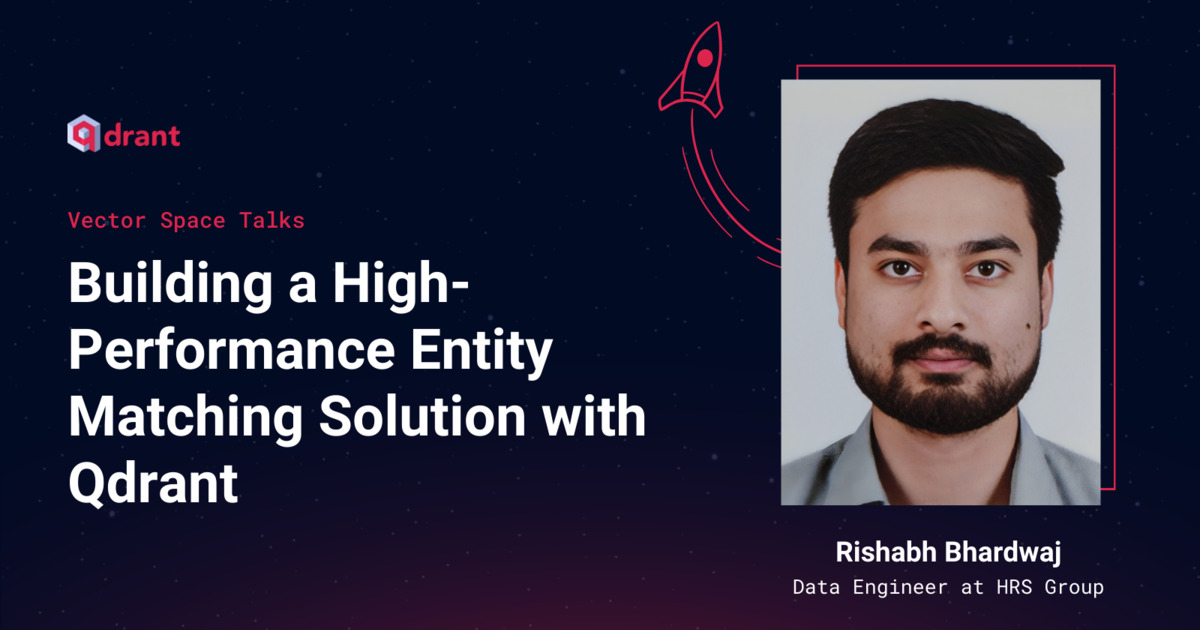 qdrant
Vector Space Talks
Building a High-
Performance Entity
Matching Solution with
Qdrant
Rishabh Bhardwaj
Data Engineer at HRS Group